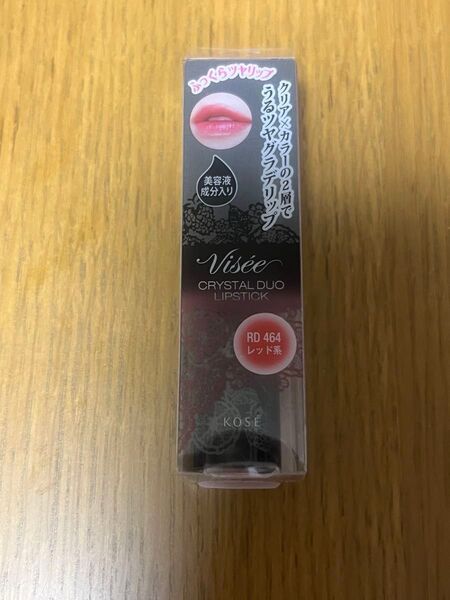 ふっくらツヤリップ
クリア×カラーの2層で
うるツヤグラデリップ
美容液
成分入り
Visée
CRYSTAL DUO
LIPSTICK
RD 464
レッド系
KOSÉ